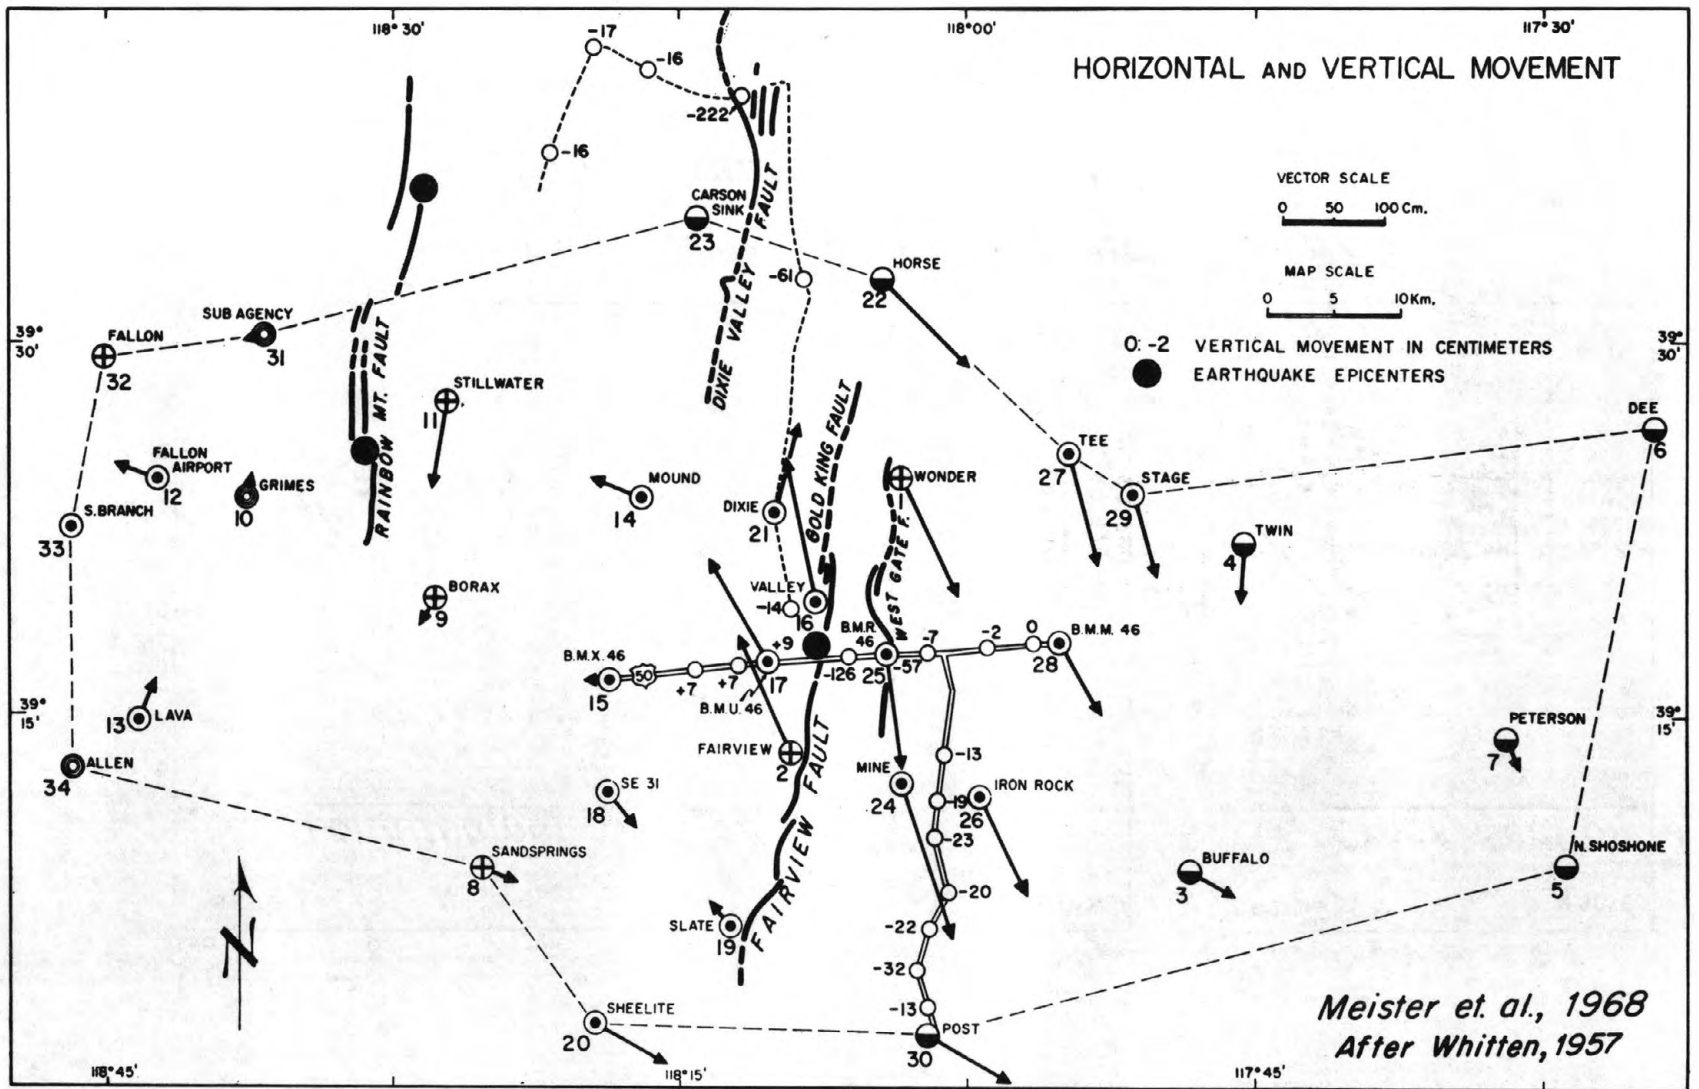 118° 30'
118° 00'
117° 30'
HORIZONTAL AND VERTICAL MOVEMENT
-17
-16
-222
-16
VECTOR SCALE
0 50 100 Cm.
MAP SCALE
0 5 10 Km.
0: -2 VERTICAL MOVEMENT IN CENTIMETERS
EARTHQUAKE EPICENTERS
CARSON
SINK
23
DIXIE VALLEY FAULT
-61
HORSE
22
SUB AGENCY
31
39°
30'
FALLON
32
39°
30'
RAINBOW MT. FAULT
STILLWATER
11
GOLD KING FAULT
DEE
6
FALLON
AIRPORT
12
GRIMES
10
MOUND
14
DIXIE
21
WONDER
TEE
27
STAGE
29
S. BRANCH
33
TWIN
4
WEST GATE F.
BORAX
9
VALLEY
-14
16
B.M.X. 46
15
50
+7
+7
+9
17
B.M.U. 46
-126
B.M.R.
46
25
-57
-7
-2
0
B.M.M. 46
28
39°
15'
39°
15'
LAVA
13
FAIRVIEW
2
PETERSON
7
ALLEN
34
SE 31
18
MINE
24
-13
-19
IRON ROCK
26
-23
FAIRVIEW FAULT
SANDSPRINGS
8
BUFFALO
3
N. SHOSHONE
5
-20
SLATE
19
-22
-32
-13
N
SHEELITE
20
POST
30
Meister et. al., 1968
After Whitten, 1957
118° 45'
118° 15'
117° 45'